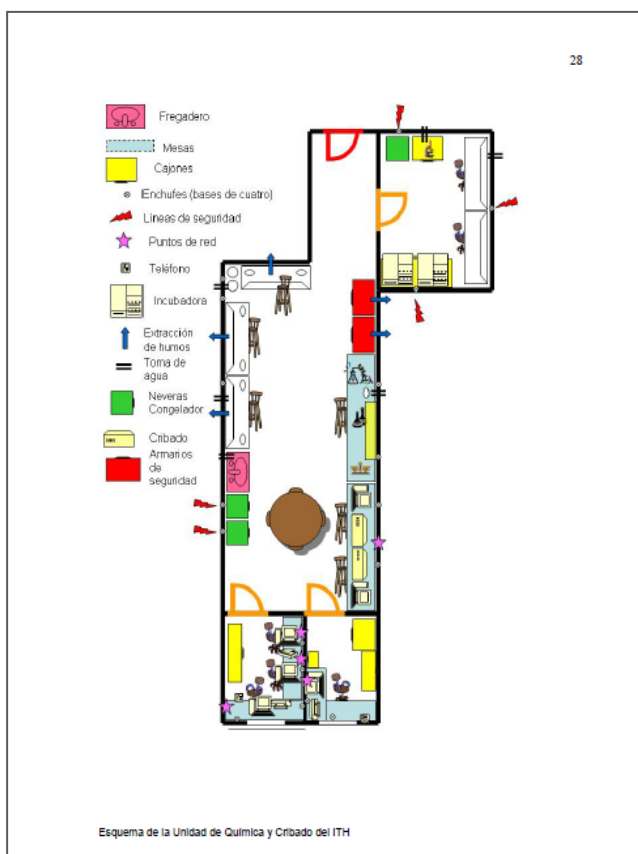 28
Fregadero
Mesas
Cajones
Enchufes (bases de cuatro)
Líneas de seguridad
Puntos de red
Teléfono
Incubadora
Extracción
de humos
Toma de
agua
Neveras
Congelador
Cribado
Armarios
de
seguridad
Esquema de la Unidad de Química y Cribado del ITH